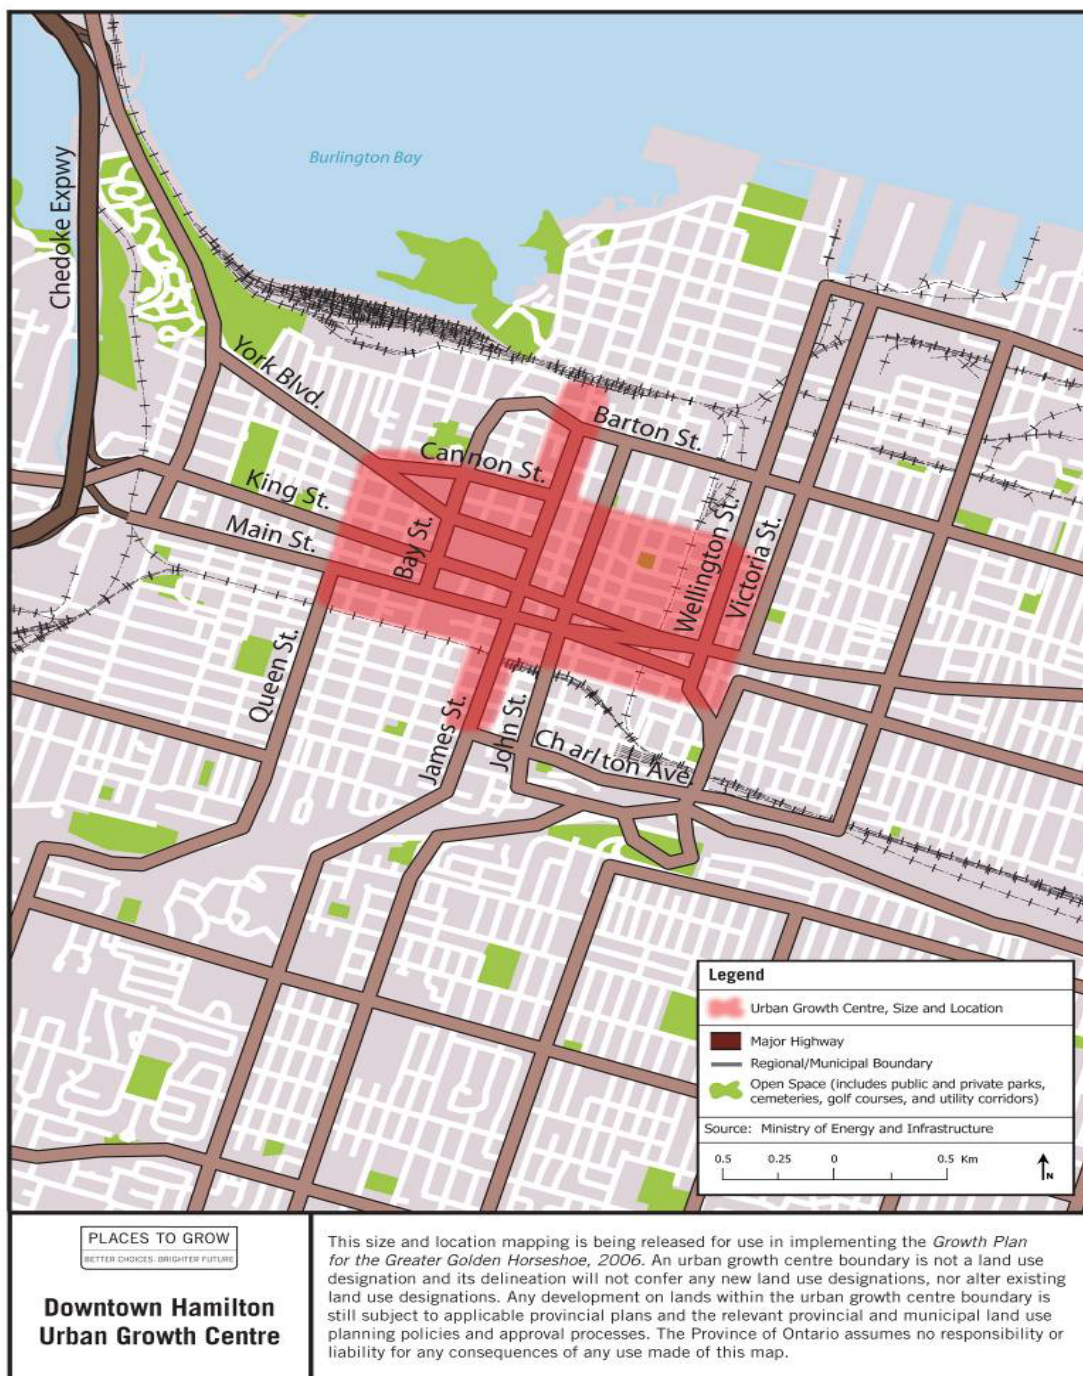 Burlington Bay
Chedoke Expwy
York Blvd.
Barton St.
Cannon St.
King St.
Main St.
Bay St.
Wellington St.
Victoria St.
Queen St.
James St.
John St.
Charlton Ave
Legend
Urban Growth Centre, Size and Location
Major Highway
Regional/Municipal Boundary
Open Space (includes public and private parks,
cemeteries, golf courses, and utility corridors)
Source: Ministry of Energy and Infrastructure
0.5 0.25 0 0.5 Km
N
PLACES TO GROW
BETTER CHOICES. BRIGHTER FUTURE
Downtown Hamilton
Urban Growth Centre
This size and location mapping is being released for use in implementing the Growth Plan
for the Greater Golden Horseshoe, 2006. An urban growth centre boundary is not a land use
designation and its delineation will not confer any new land use designations, nor alter existing
land use designations. Any development on lands within the urban growth centre boundary is
still subject to applicable provincial plans and the relevant provincial and municipal land use
planning policies and approval processes. The Province of Ontario assumes no responsibility or
liability for any consequences of any use made of this map.